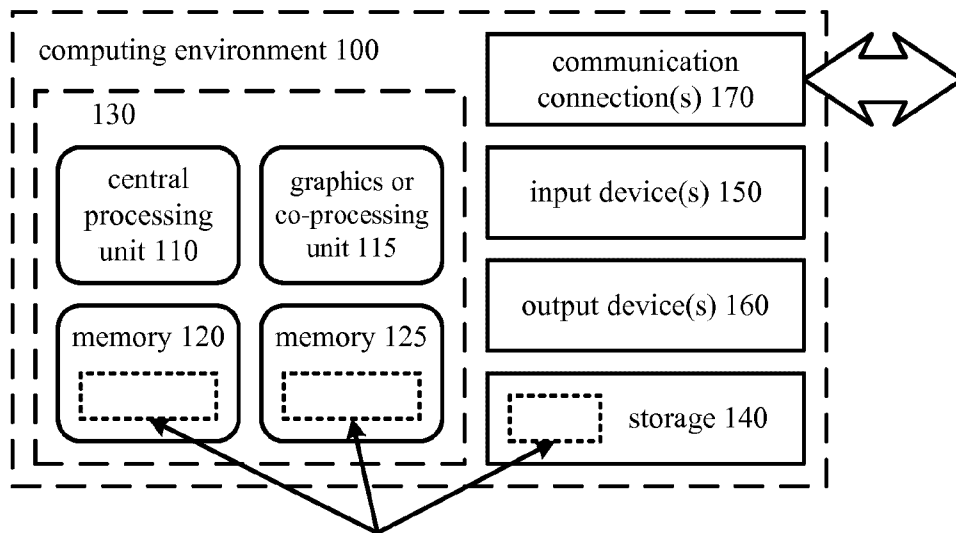 computing environment 100
130
central
processing
unit 110
graphics or
co-processing
unit 115
memory 120
memory 125
communication
connection(s) 170
input device(s) 150
output device(s) 160
storage 140